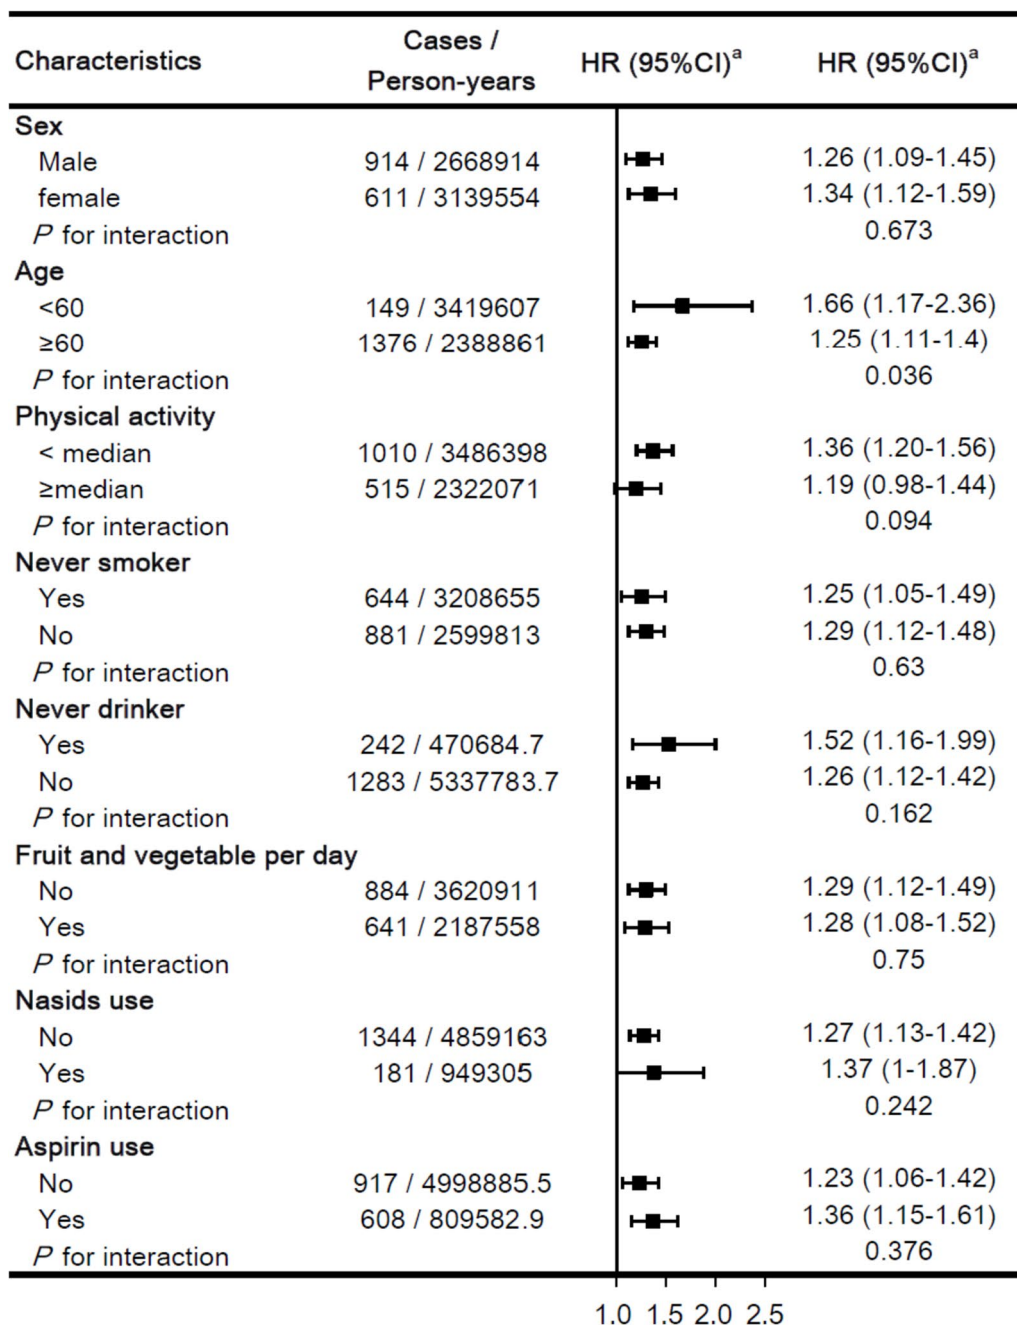 Characteristics Cases / Person-years HR (95%CI)a HR (95%CI)a
Sex
Male 914 / 2668914 1.26 (1.09-1.45)
female 611 / 3139554 1.34 (1.12-1.59)
P for interaction 0.673
Age
<60 149 / 3419607 1.66 (1.17-2.36)
≥60 1376 / 2388861 1.25 (1.11-1.4)
P for interaction 0.036
Physical activity
< median 1010 / 3486398 1.36 (1.20-1.56)
≥median 515 / 2322071 1.19 (0.98-1.44)
P for interaction 0.094
Never smoker
Yes 644 / 3208655 1.25 (1.05-1.49)
No 881 / 2599813 1.29 (1.12-1.48)
P for interaction 0.63
Never drinker
Yes 242 / 470684.7 1.52 (1.16-1.99)
No 1283 / 5337783.7 1.26 (1.12-1.42)
P for interaction 0.162
Fruit and vegetable per day
No 884 / 3620911 1.29 (1.12-1.49)
Yes 641 / 2187558 1.28 (1.08-1.52)
P for interaction 0.75
Nasids use
No 1344 / 4859163 1.27 (1.13-1.42)
Yes 181 / 949305 1.37 (1-1.87)
P for interaction 0.242
Aspirin use
No 917 / 4998885.5 1.23 (1.06-1.42)
Yes 608 / 809582.9 1.36 (1.15-1.61)
P for interaction 0.376
1.0 1.5 2.0 2.5